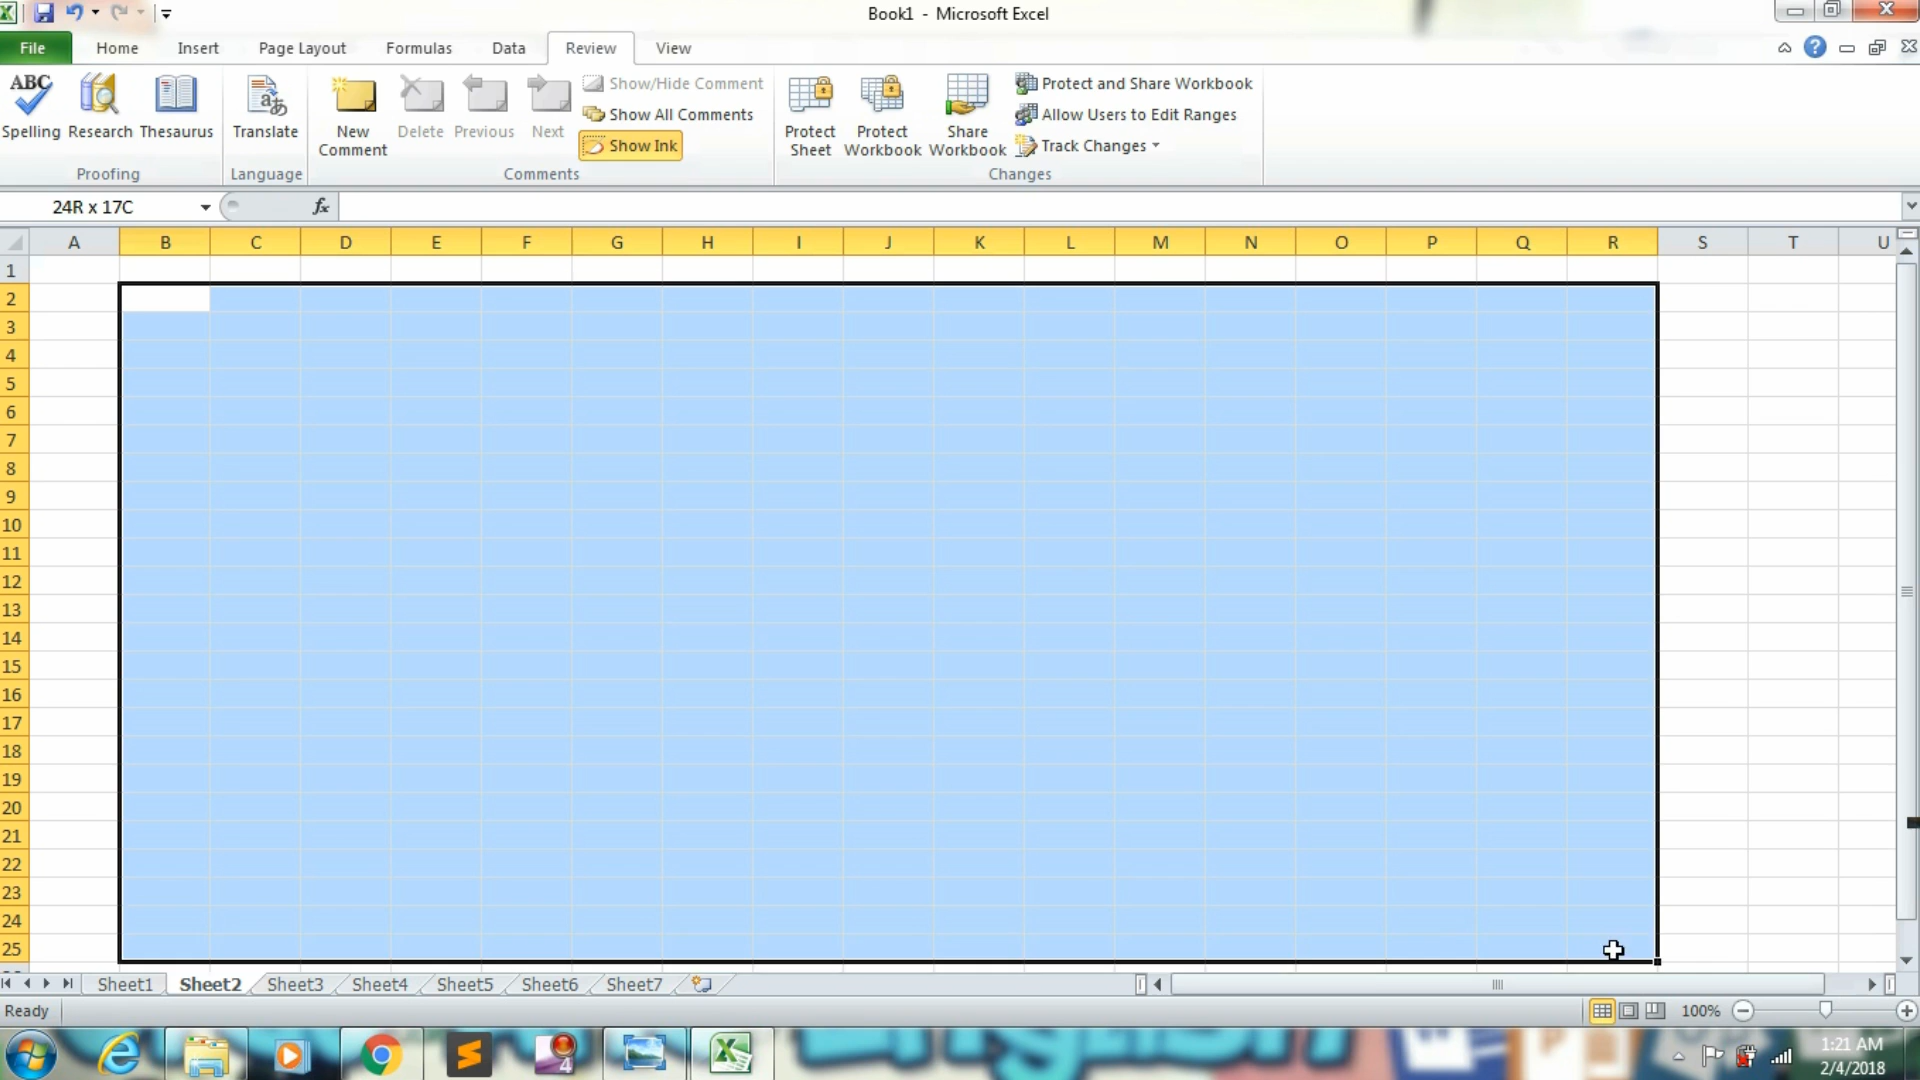 Book1 - Microsoft Excel
File Home Insert Page Layout Formulas Data Review View
ABC
Spelling Research Thesaurus Translate New Comment Delete Previous Next Show/Hide Comment
Show All Comments
Show Ink
Protect Sheet Protect Workbook Share Workbook Protect and Share Workbook
Allow Users to Edit Ranges
Track Changes
Proofing Language Comments Changes
24R x 17C fx
A B C D E F G H I J K L M N O P Q R S T U
1
2
3
4
5
6
7
8
9
10
11
12
13
14
15
16
17
18
19
20
21
22
23
24
25
Sheet1 Sheet2 Sheet3 Sheet4 Sheet5 Sheet6 Sheet7
Ready 100%
English
1:21 AM
2/4/2018